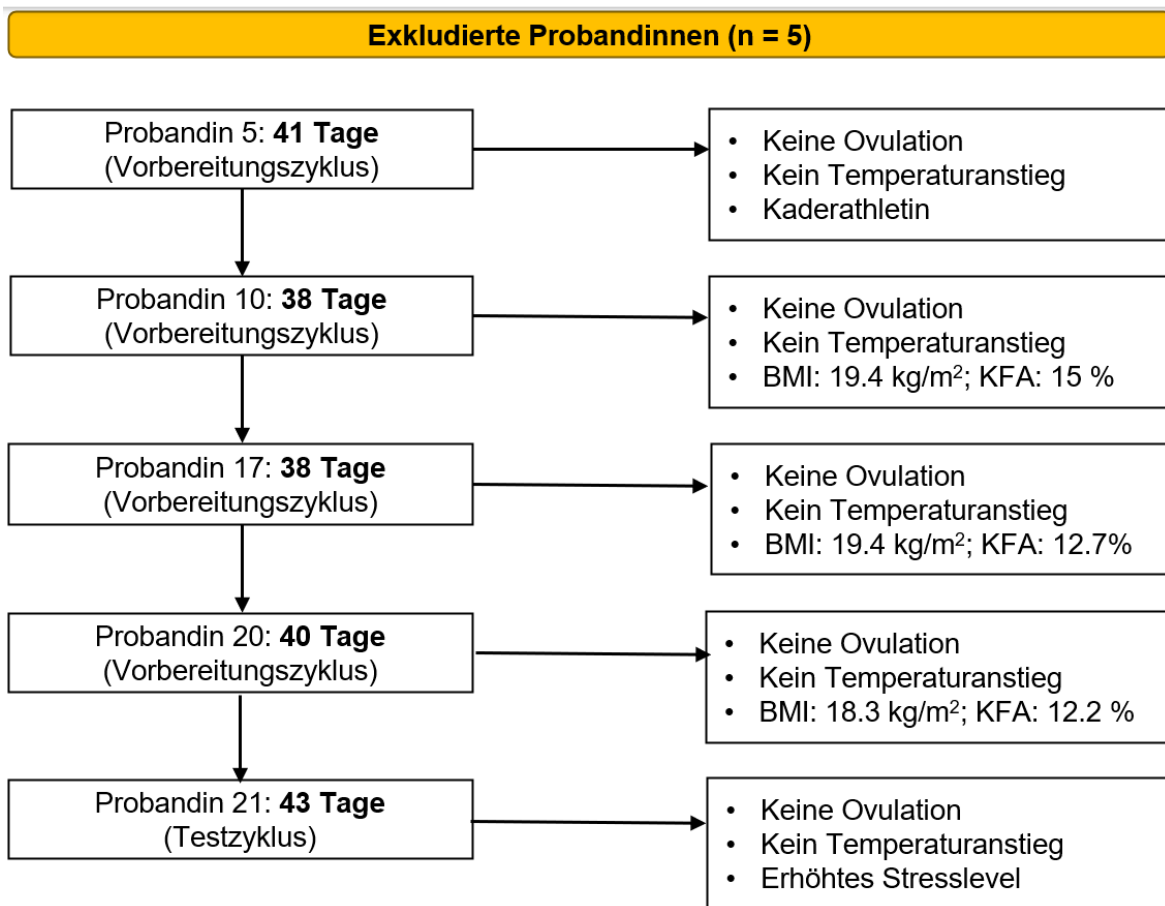 Exkludierte Probandinnen (n = 5)
Probandin 5: 41 Tage
(Vorbereitungszyklus)
• Keine Ovulation
• Kein Temperaturanstieg
• Kaderathletin
Probandin 10: 38 Tage
(Vorbereitungszyklus)
• Keine Ovulation
• Kein Temperaturanstieg
• BMI: 19.4 kg/m²; KFA: 15 %
Probandin 17: 38 Tage
(Vorbereitungszyklus)
• Keine Ovulation
• Kein Temperaturanstieg
• BMI: 19.4 kg/m²; KFA: 12.7%
Probandin 20: 40 Tage
(Vorbereitungszyklus)
• Keine Ovulation
• Kein Temperaturanstieg
• BMI: 18.3 kg/m²; KFA: 12.2 %
Probandin 21: 43 Tage
(Testzyklus)
• Keine Ovulation
• Kein Temperaturanstieg
• Erhöhtes Stresslevel